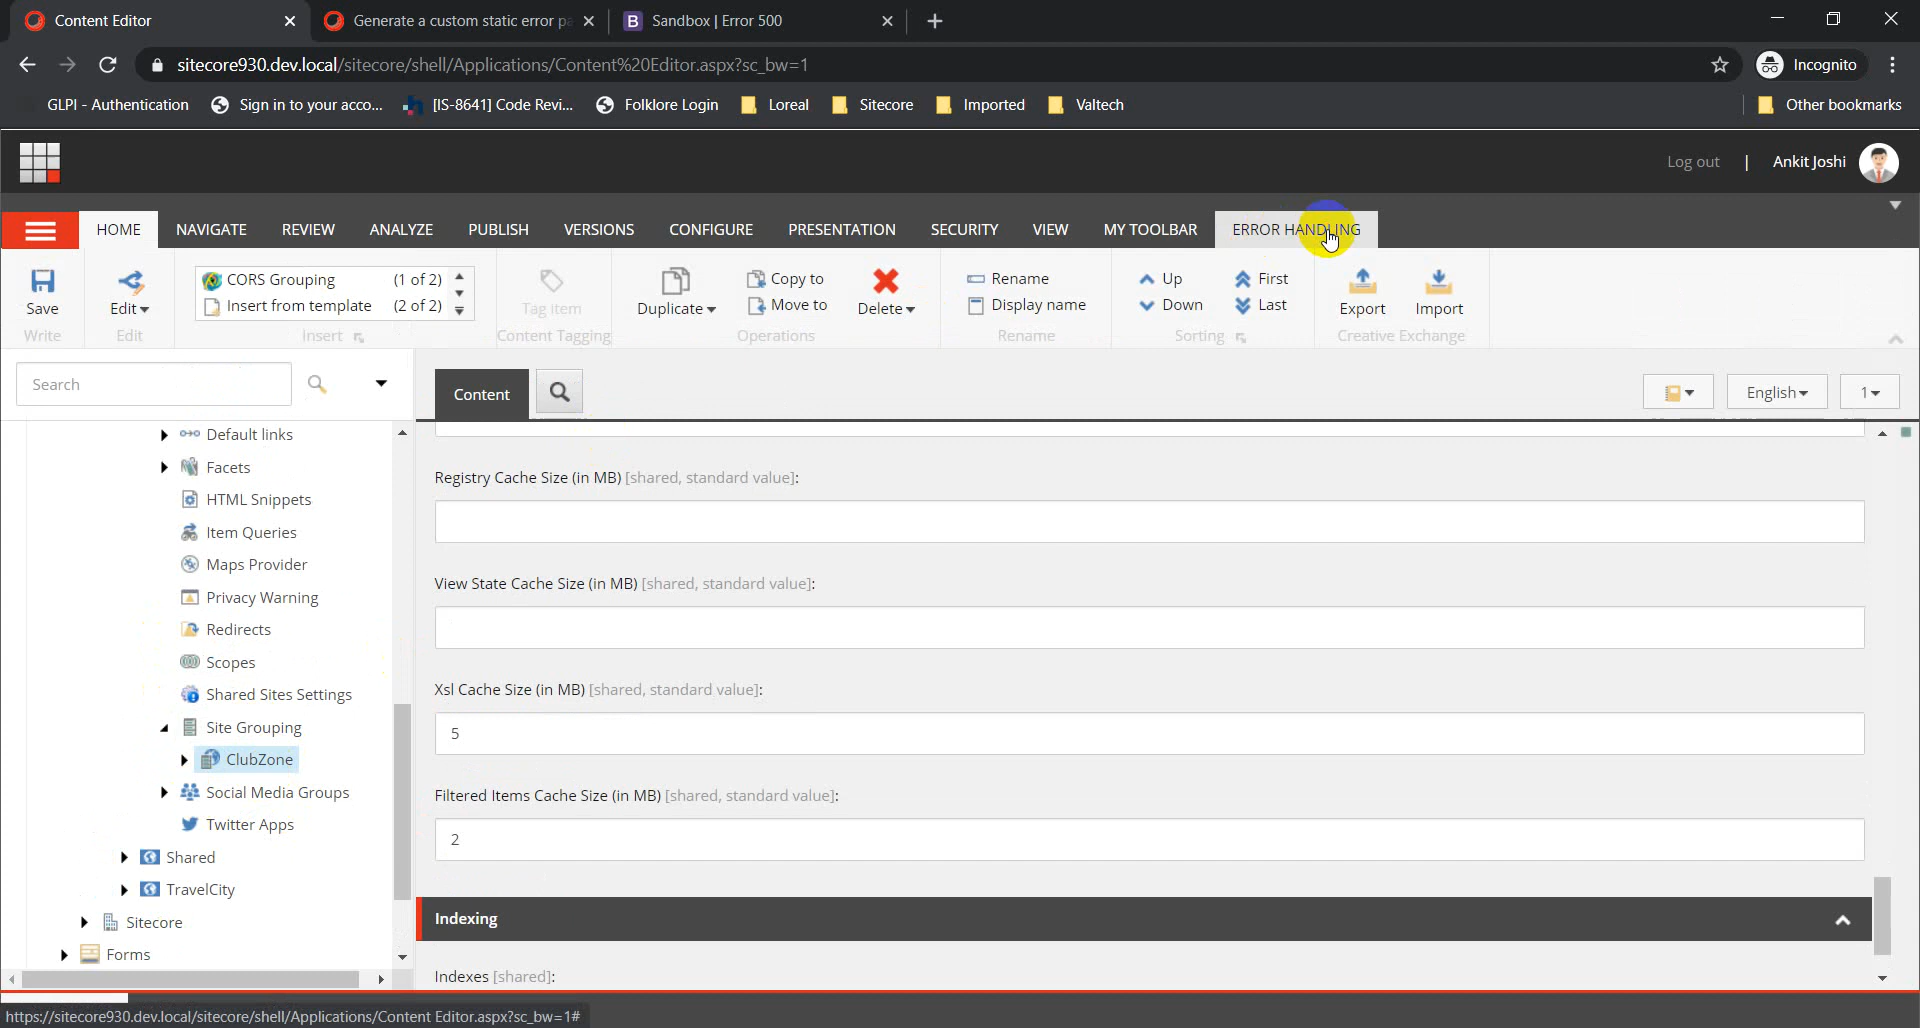 Content Editor
Generate a custom static error pa
B Sandbox | Error 500
sitecore930.dev.local/sitecore/shell/Applications/Content%20Editor.aspx?sc_bw=1
Incognito
GLPI - Authentication
Sign in to your acco...
[IS-8641] Code Revi...
Folklore Login
Loreal
Sitecore
Imported
Valtech
Other bookmarks
Log out | Ankit Joshi
HOME NAVIGATE REVIEW ANALYZE PUBLISH VERSIONS CONFIGURE PRESENTATION SECURITY VIEW MY TOOLBAR ERROR HANDLING
Save
Write
Edit
Edit
CORS Grouping (1 of 2)
Insert from template (2 of 2)
Insert
Tag item
Content Tagging
Duplicate
Copy to
Move to
Delete
Operations
Rename
Display name
Rename
Up
Down
First
Last
Sorting
Export
Import
Creative Exchange
Search
Content
English
1
Default links
Facets
HTML Snippets
Item Queries
Maps Provider
Privacy Warning
Redirects
Scopes
Shared Sites Settings
Site Grouping
ClubZone
Social Media Groups
Twitter Apps
Shared
TravelCity
Sitecore
Forms
Registry Cache Size (in MB) [shared, standard value]:
View State Cache Size (in MB) [shared, standard value]:
Xsl Cache Size (in MB) [shared, standard value]:
5
Filtered Items Cache Size (in MB) [shared, standard value]:
2
Indexing
Indexes [shared]:
https://sitecore930.dev.local/sitecore/shell/Applications/Content Editor.aspx?sc_bw=1#